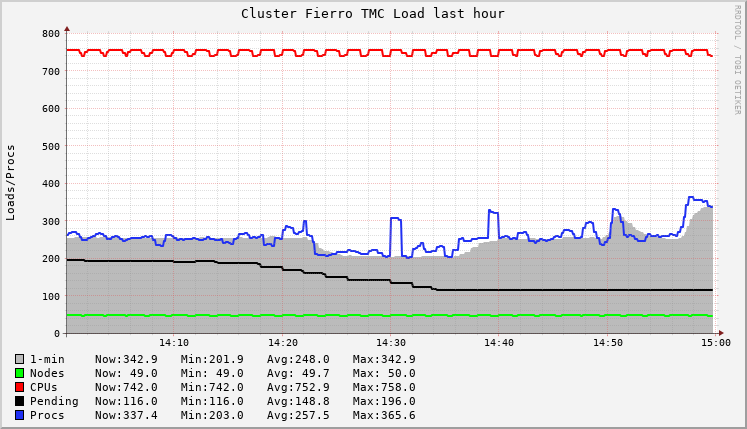 Cluster Fierro TMC Load last hour
RRDTOOL / TOBI OETIKER
Loads/Procs
800
700
600
500
400
300
200
100
0
14:10 14:20 14:30 14:40 14:50 15:00
1-min Now:342.9 Min:201.9 Avg:248.0 Max:342.9
Nodes Now: 49.0 Min: 49.0 Avg: 49.7 Max: 50.0
CPUs Now:742.0 Min:742.0 Avg:752.9 Max:758.0
Pending Now:116.0 Min:116.0 Avg:148.8 Max:196.0
Procs Now:337.4 Min:203.0 Avg:257.5 Max:365.6